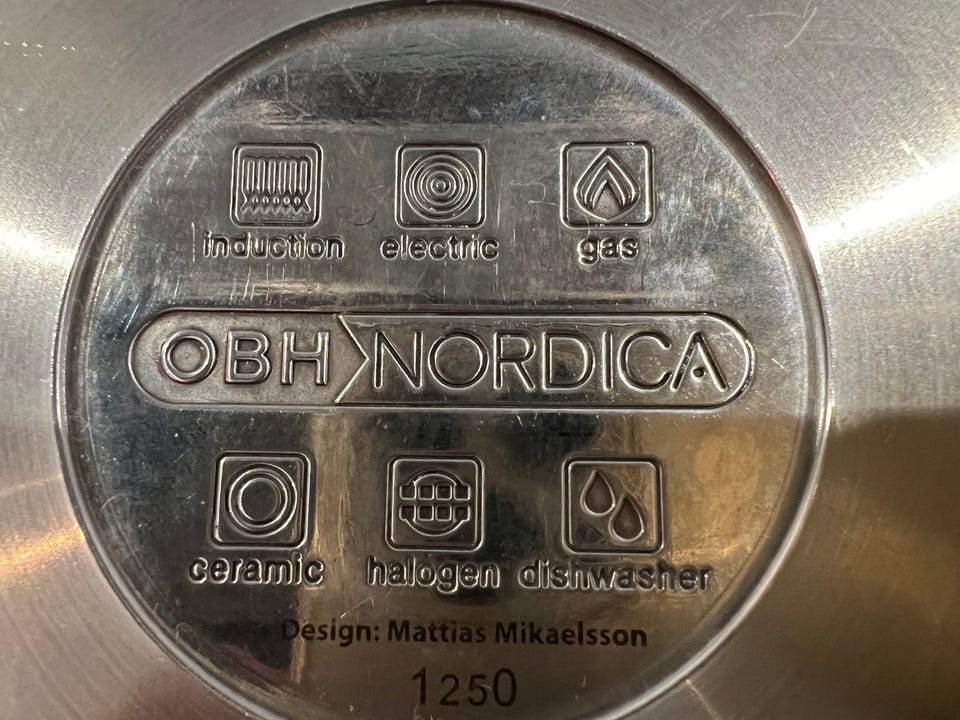 induction electric gas
OBH NORDICA
ceramic halogen dishwasher
Design: Mattias Mikaelsson
1250